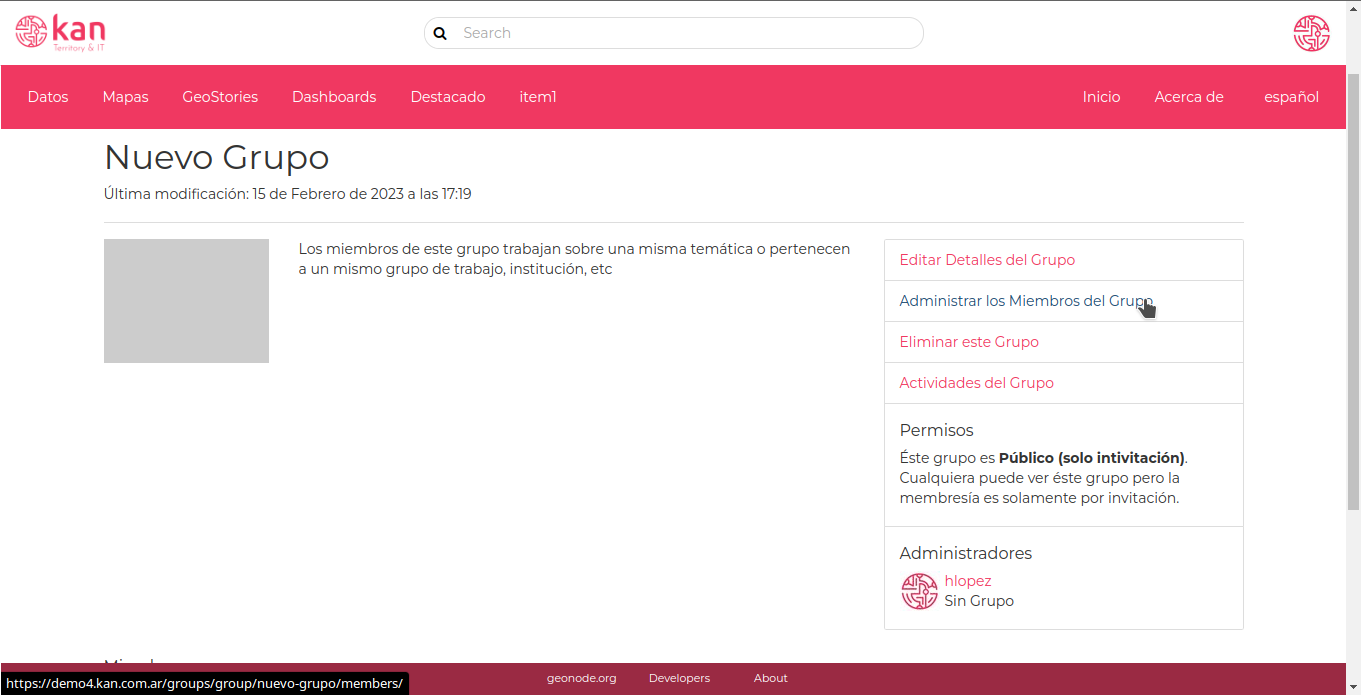 kan
Territory & IT
Search
Datos Mapas GeoStories Dashboards Destacado item1 Inicio Acerca de español
Nuevo Grupo
Última modificación: 15 de Febrero de 2023 a las 17:19
Los miembros de este grupo trabajan sobre una misma temática o pertenecen
a un mismo grupo de trabajo, institución, etc
Editar Detalles del Grupo
Administrar los Miembros del Grupo
Eliminar este Grupo
Actividades del Grupo
Permisos
Éste grupo es Público (solo intivitación).
Cualquiera puede ver éste grupo pero la
membresía es solamente por invitación.
Administradores
hlopez
Sin Grupo
geonode.org Developers About
https://demo4.kan.com.ar/groups/group/nuevo-grupo/members/